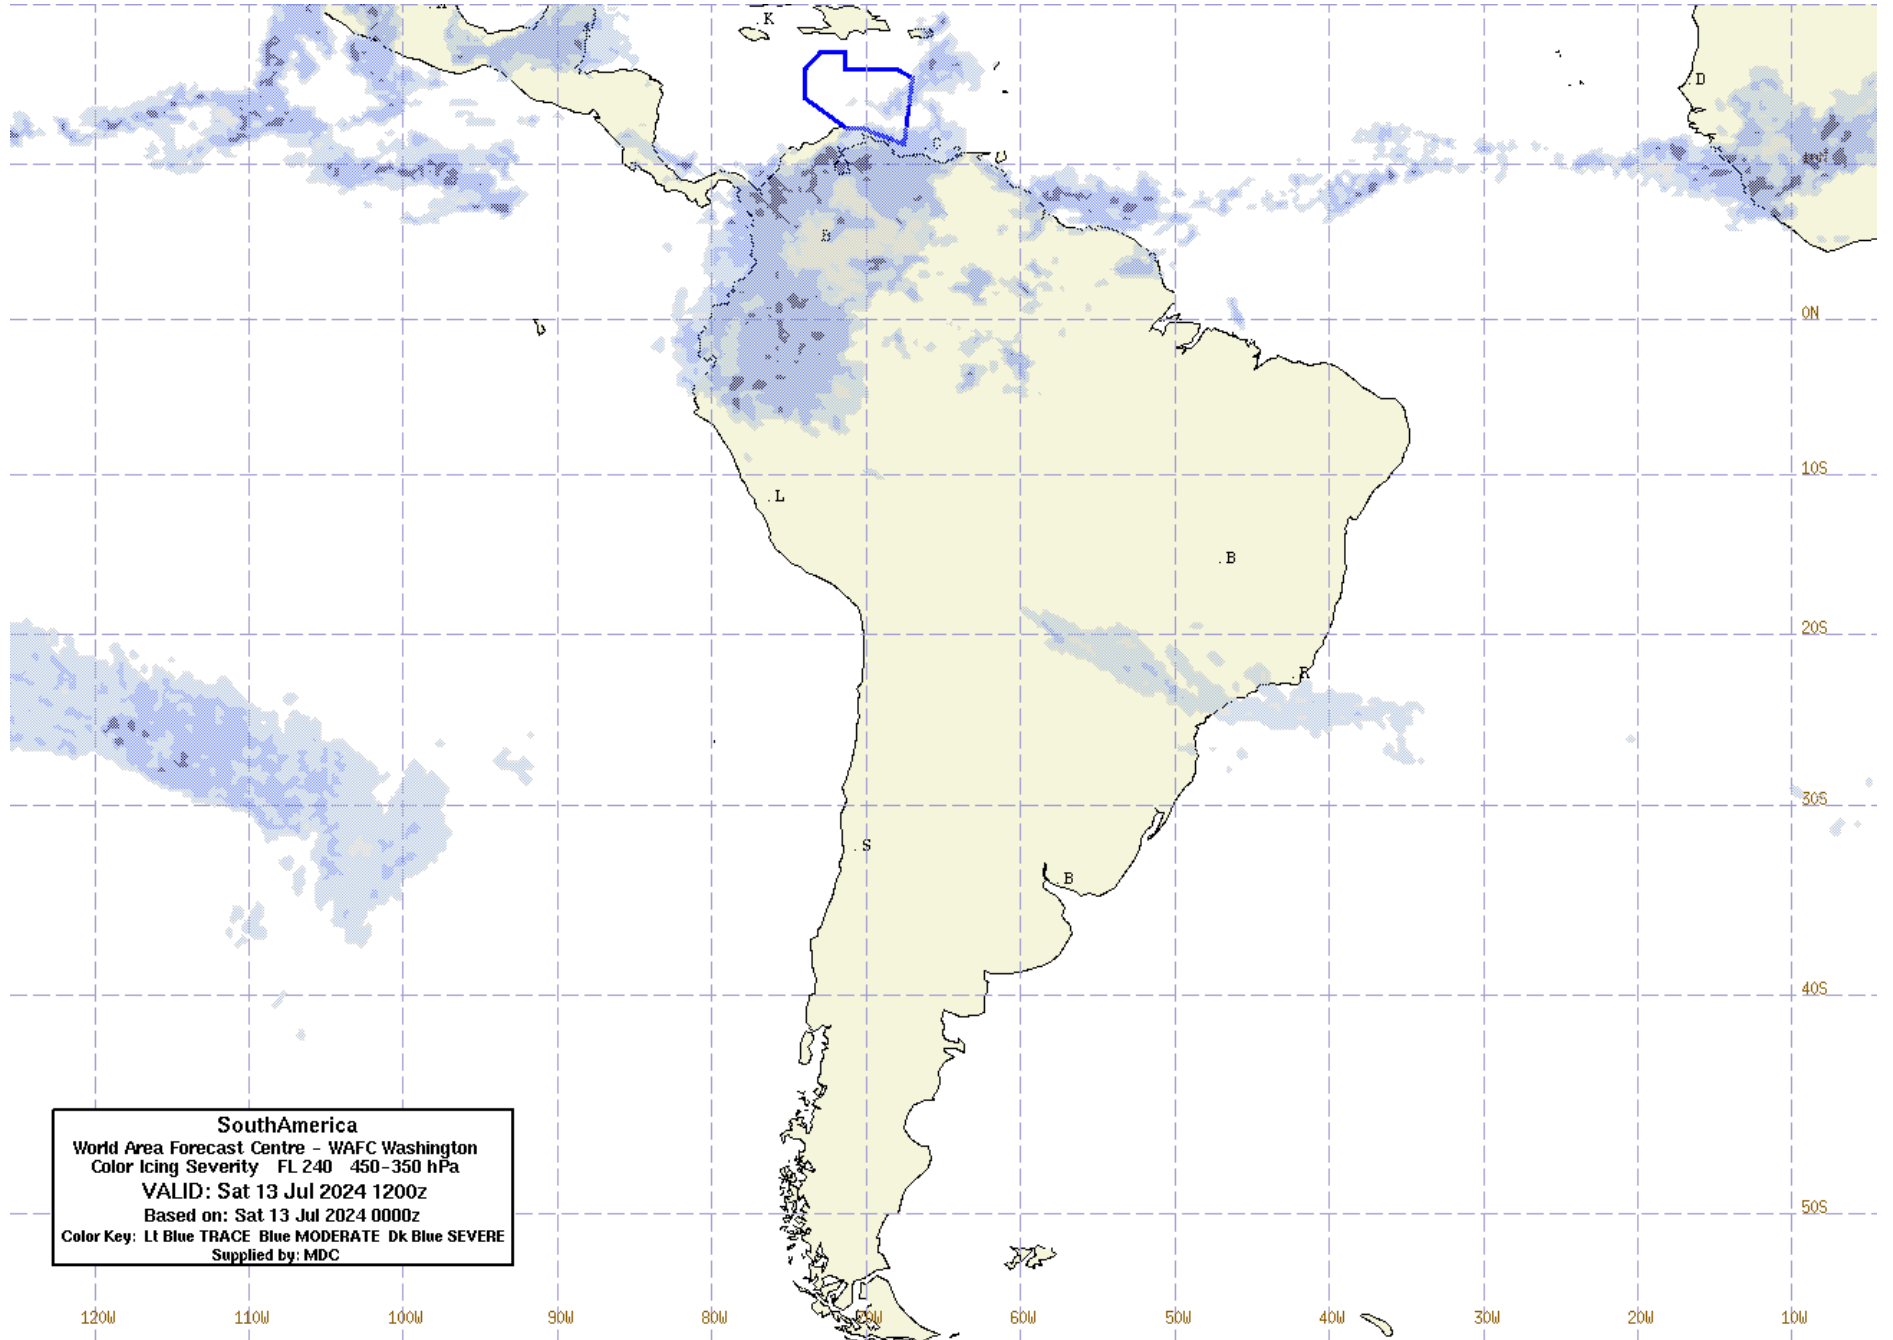 K
D
C
B
0N
10S
L
B
20S
R
30S
S
B
40S
SouthAmerica
World Area Forecast Centre - WAFC Washington
Color Icing Severity FL 240 450-350 hPa
VALID: Sat 13 Jul 2024 1200z
Based on: Sat 13 Jul 2024 0000z
Color Key: Lt Blue TRACE Blue MODERATE Dk Blue SEVERE
Supplied by: MDC
50S
120W 110W 100W 80W 70W 60W 50W 40W 30W 20W 10W